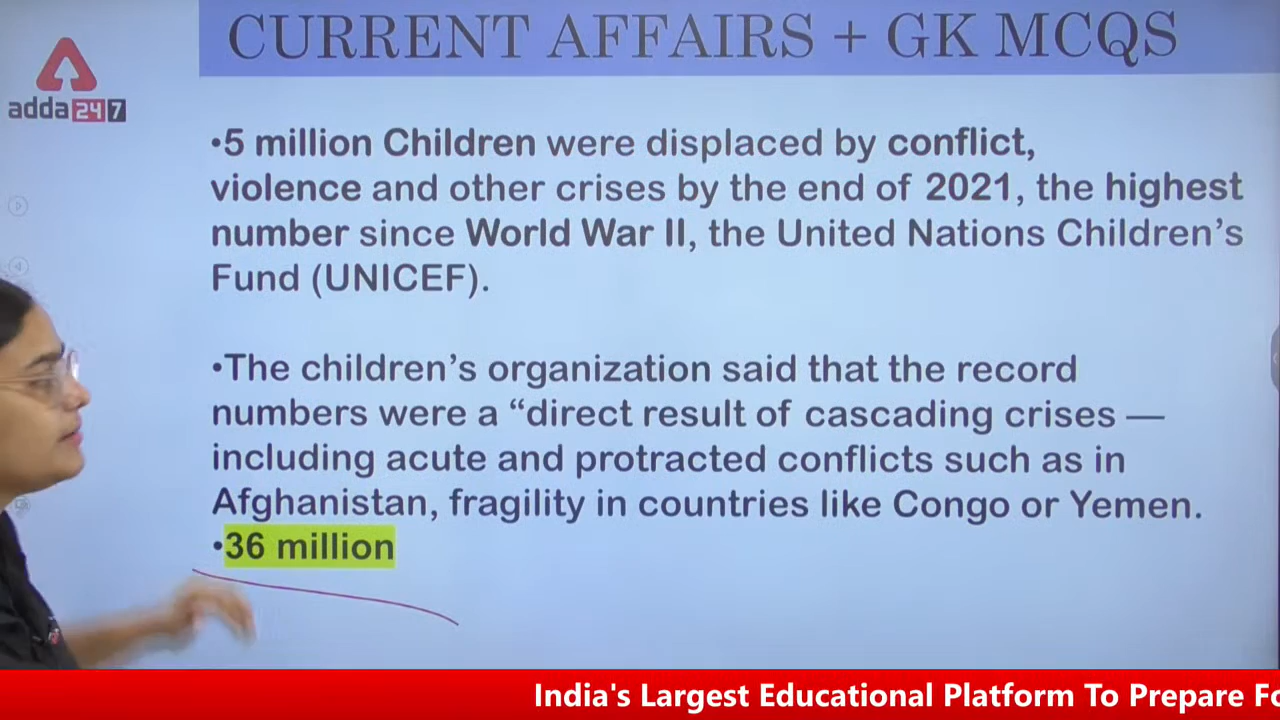 CURRENT AFFAIRS + GK MCQS
adda247
•5 million Children were displaced by conflict,
violence and other crises by the end of 2021, the highest
number since World War II, the United Nations Children’s
Fund (UNICEF).
•The children’s organization said that the record
numbers were a “direct result of cascading crises —
including acute and protracted conflicts such as in
Afghanistan, fragility in countries like Congo or Yemen.
•36 million
India's Largest Educational Platform To Prepare Fo